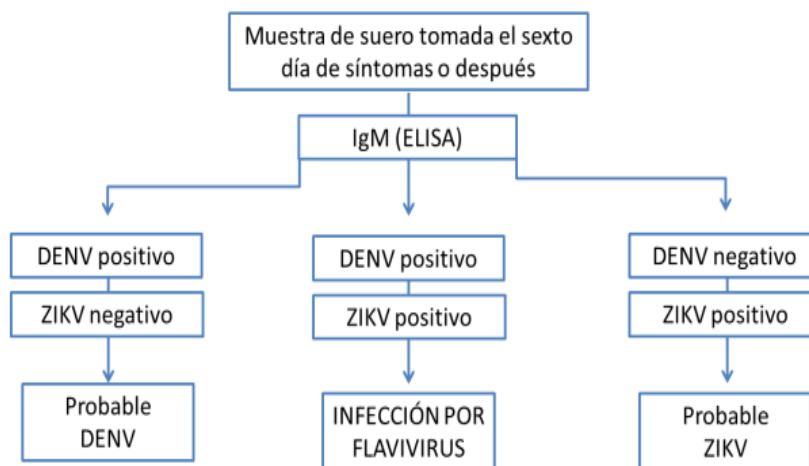 Muestra de suero tomada el sexto
día de síntomas o después
IgM (ELISA)
DENV positivo
ZIKV negativo
Probable
DENV
DENV positivo
ZIKV positivo
INFECCIÓN POR
FLAVIVIRUS
DENV negativo
ZIKV positivo
Probable
ZIKV